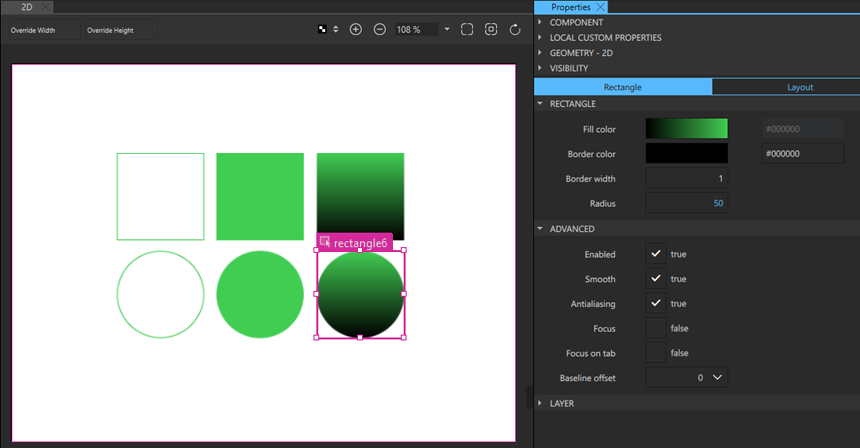 2D
Override Width
Override Height
108 %
rectangle6
Properties
COMPONENT
LOCAL CUSTOM PROPERTIES
GEOMETRY - 2D
VISIBILITY
Rectangle
Layout
RECTANGLE
Fill color
#000000
Border color
#000000
Border width
1
Radius
50
ADVANCED
Enabled
true
Smooth
true
Antialiasing
true
Focus
false
Focus on tab
false
Baseline offset
0
LAYER